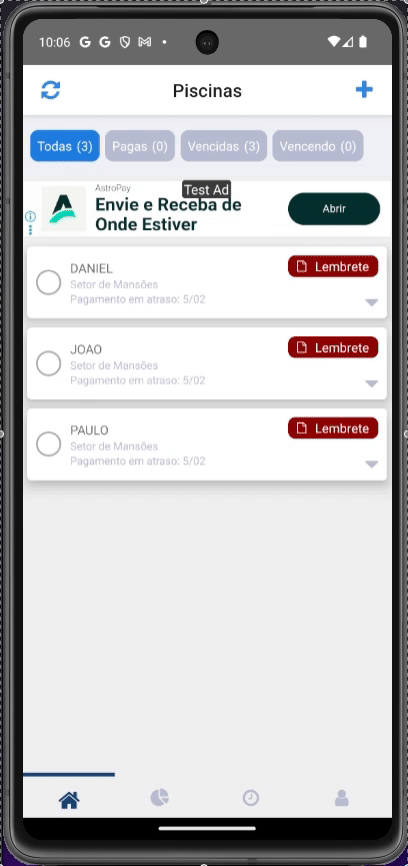 10:06
Piscinas
Todas (3) Pagas (0) Vencidas (3) Vencendo (0)
Test Ad
AstroPay
Envie e Receba de
Onde Estiver
Abrir
DANIEL
Lembrete
Setor de Mansões
Pagamento em atraso: 5/02
JOAO
Lembrete
Setor de Mansões
Pagamento em atraso: 5/02
PAULO
Lembrete
Setor de Mansões
Pagamento em atraso: 5/02